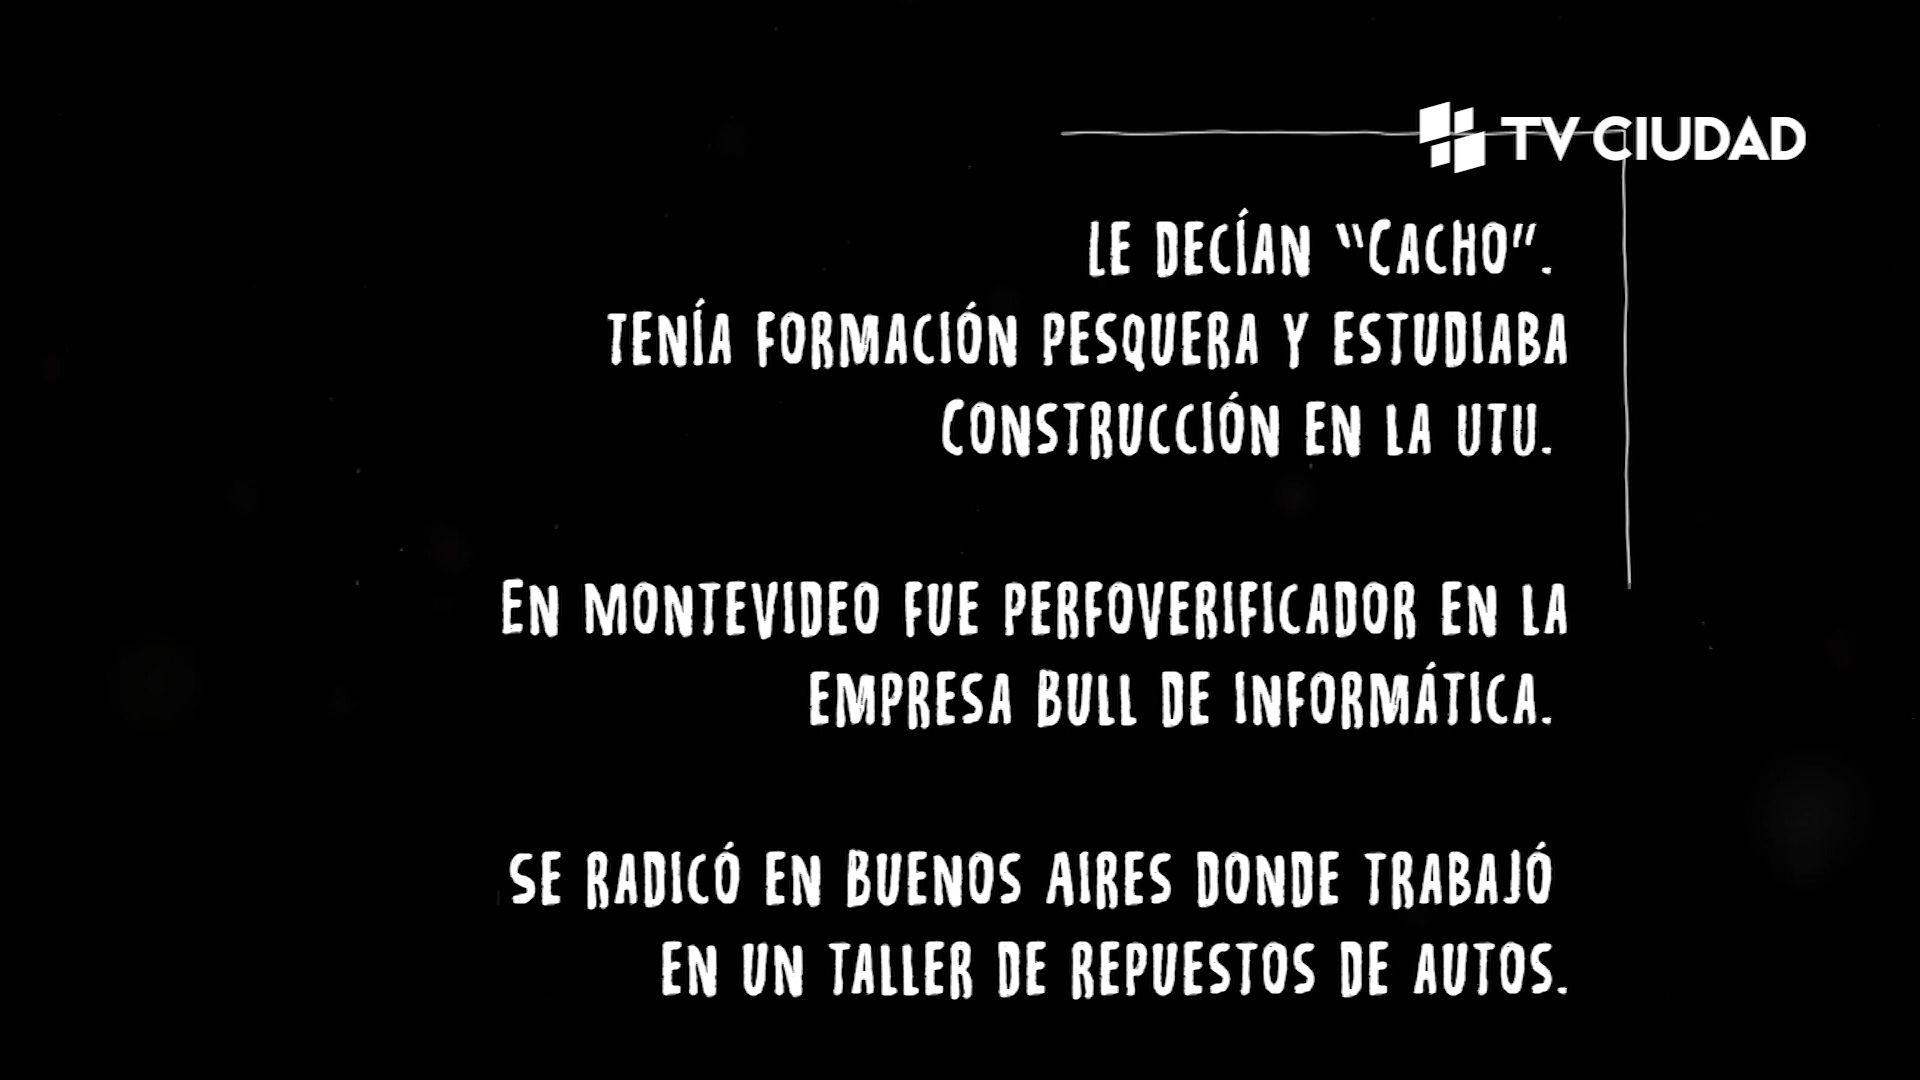 TV CIUDAD
LE DECÍAN "CACHO".
TENÍA FORMACIÓN PESQUERA Y ESTUDIABA
CONSTRUCCIÓN EN LA UTU.
EN MONTEVIDEO FUE PERFOVERIFICADOR EN LA
EMPRESA BULL DE INFORMÁTICA.
SE RADICÓ EN BUENOS AIRES DONDE TRABAJÓ
EN UN TALLER DE REPUESTOS DE AUTOS.